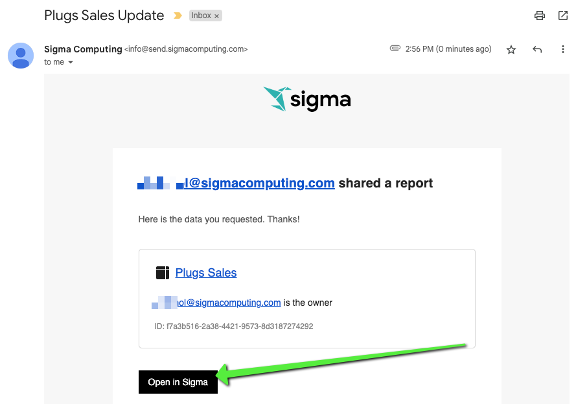 Plugs Sales Update Inbox x
Sigma Computing <info@send.sigmacomputing.com> 2:56 PM (0 minutes ago)
to me
sigma
l@sigmacomputing.com shared a report
Here is the data you requested. Thanks!
Plugs Sales
ol@sigmacomputing.com is the owner
ID: f7a3b516-2a38-4421-9573-8d3187274292
Open in Sigma